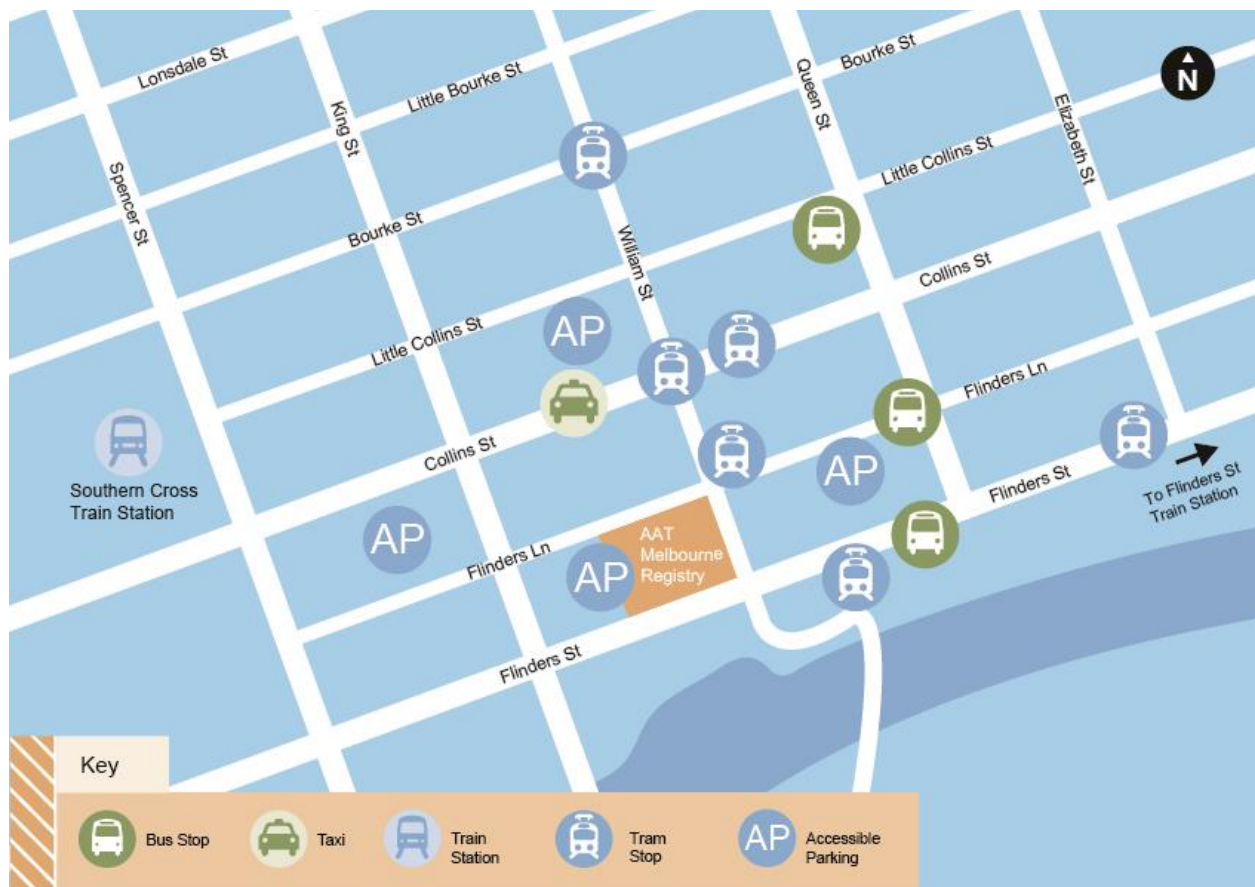 Lonsdale St
Little Bourke St
Bourke St
N
Queen St
King St
Elizabeth St
Spencer St
Little Collins St
Bourke St
William St
Collins St
AP
Little Collins St
Flinders Ln
Collins St
AP
Southern Cross
Train Station
Flinders St
To Flinders St
Train Station
AP
AAT
Melbourne
Registry
Flinders Ln
AP
Flinders St
Key
Bus Stop
Taxi
Train
Station
Tram
Stop
AP
Accessible
Parking